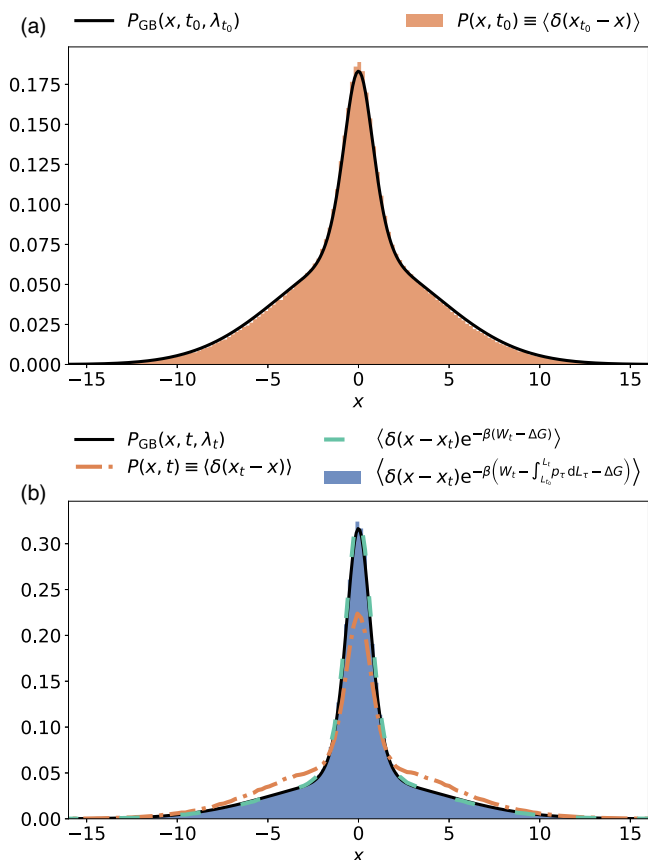 (a)
P_GB(x, t_0, λ_{t_0}) P(x, t_0) ≡ ⟨δ(x_{t_0} − x)⟩
0.175
0.150
0.125
0.100
0.075
0.050
0.025
0.000
−15 −10 −5 0 5 10 15
x
P_GB(x, t, λ_t) ⟨δ(x − x_t)e^{−β(W_t − ΔG)}⟩
P(x, t) ≡ ⟨δ(x_t − x)⟩ ⟨δ(x − x_t)e^{−β(W_t − ∫_{L_{t_0}}^{L_t} p_τ dL_τ − ΔG)}⟩
(b)
0.30
0.25
0.20
0.15
0.10
0.05
0.00
−15 −10 −5 0 5 10 15
x